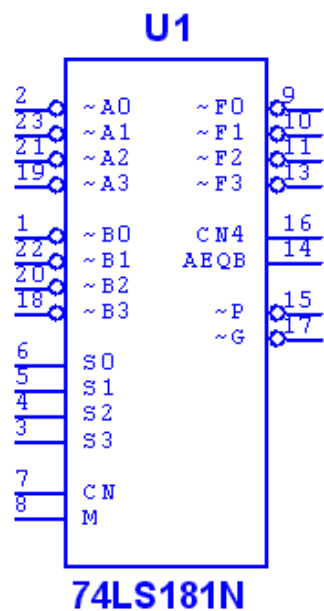 U1
2 ~A0 ~F0 9
23 ~A1 ~F1 10
21 ~A2 ~F2 11
19 ~A3 ~F3 13
1 ~B0 CN4 16
22 ~B1 AEQB 14
20 ~B2
18 ~B3 ~P 15
~G 17
6 S0
5 S1
4 S2
3 S3
7 CN
8 M
74LS181N